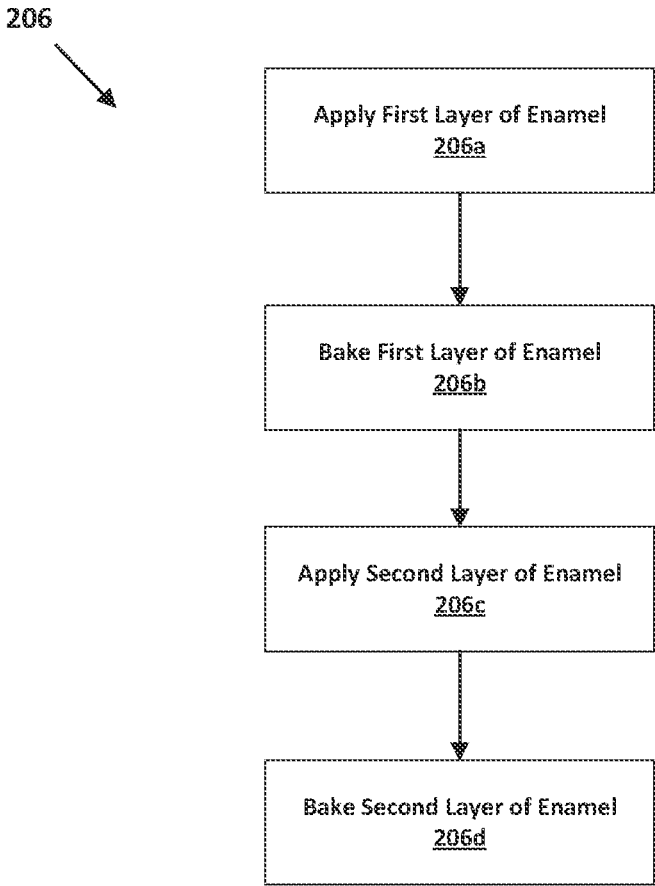 206
Apply First Layer of Enamel
206a
Bake First Layer of Enamel
206b
Apply Second Layer of Enamel
206c
Bake Second Layer of Enamel
206d